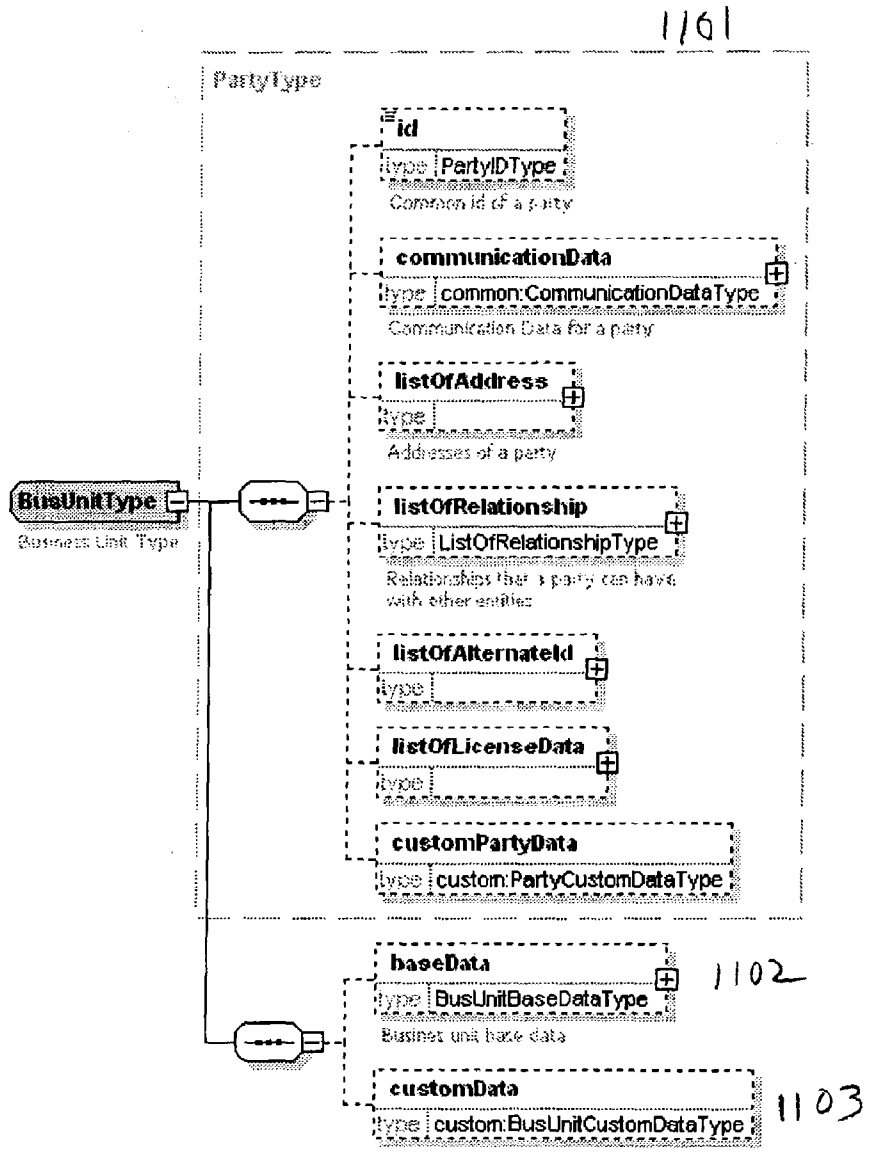 1101
PartyType
id
type PartyIDType
Common id of a party
communicationData
type common:CommunicationDataType
Communication Data for a party
listOfAddress
type
Addresses of a party
BusUnitType
Business Unit Type
listOfRelationship
type ListOfRelationshipType
Relationships that a party can have
with other entities
listOfAlternateId
type
listOfLicenseData
type
customPartyData
type custom:PartyCustomDataType
baseData
type BusUnitBaseDataType
1102
Busines unit base data
customData
type custom:BusUnitCustomDataType
1103